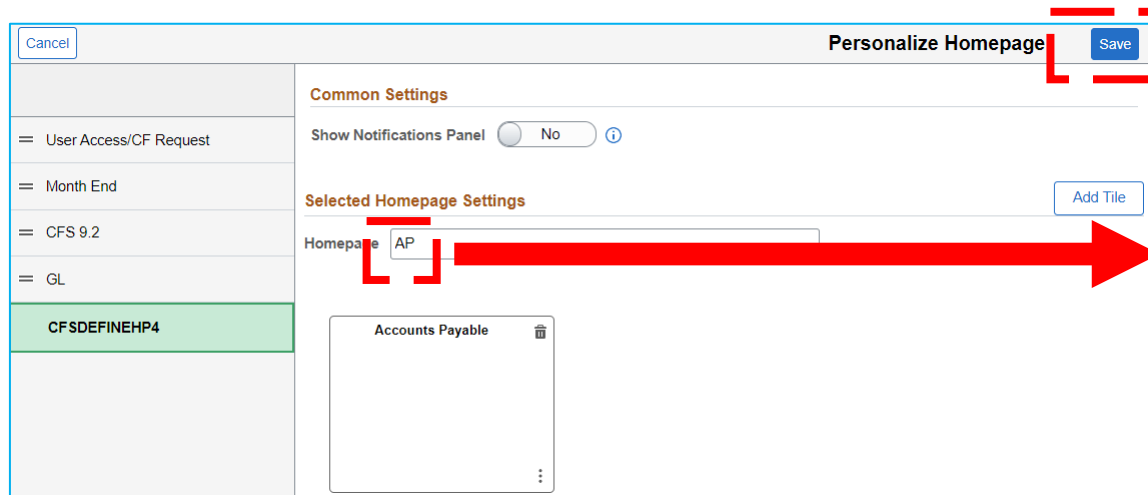 Cancel
Personalize Homepage
Save
Common Settings
User Access/CF Request
Show Notifications Panel No
Month End
Selected Homepage Settings
Add Tile
CFS 9.2
Homepage AP
GL
CFSDEFINEHP4
Accounts Payable